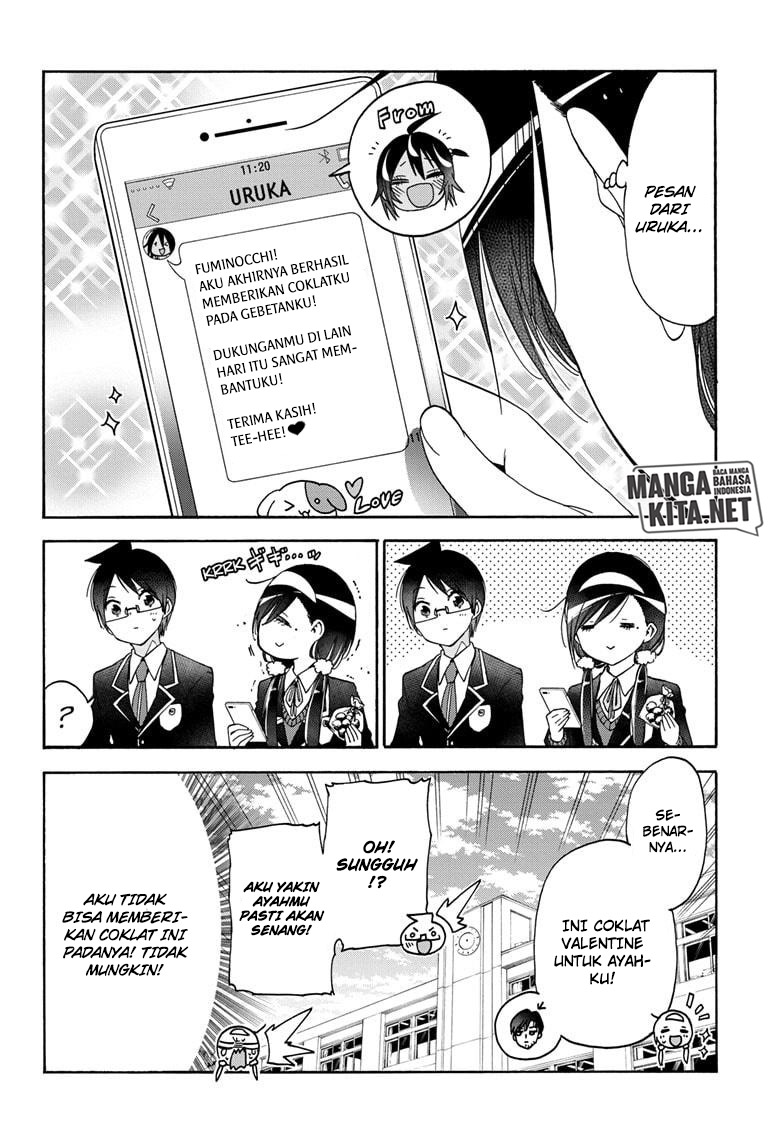 PESAN
DARI
URUKA...
From
11:20
URUKA
FUMINOCCHI!
AKU AKHIRNYA BERHASIL
MEMBERIKAN COKLATKU
PADA GEBETANKU!
DUKUNGANMU DI LAIN
HARI ITU SANGAT MEM-
BANTUKU!
TERIMA KASIH!
TEE-HEE! ♥
11
LOVE
MANGA
BACA MANGA
BAHASA
INDONESIA
KITA.NET
KRRK ギギ...
?
SE-
BENAR-
NYA...
INI COKLAT
VALENTINE
UNTUK AYAH-
KU!
OH!
SUNGGUH
!?
AKU YAKIN
AYAHMU
PASTI AKAN
SENANG!
AKU TIDAK
BISA MEMBERI-
KAN COKLAT INI
PADANYA! TIDAK
MUNGKIN!